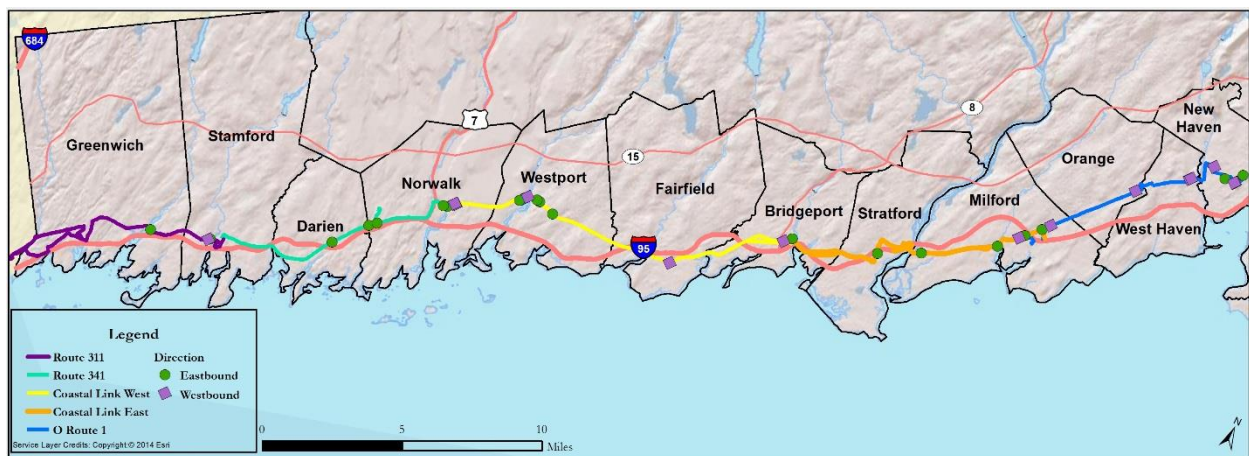 684
Greenwich
Stamford
Darien
Norwalk
7
Westport
15
Fairfield
95
Bridgeport
Stratford
8
Milford
Orange
West Haven
New
Haven
Legend
Route 311
Route 341
Coastal Link West
Coastal Link East
O Route 1
Direction
Eastbound
Westbound
Service Layer Credits: Copyright:© 2014 Esri
0 5 10
Miles
N